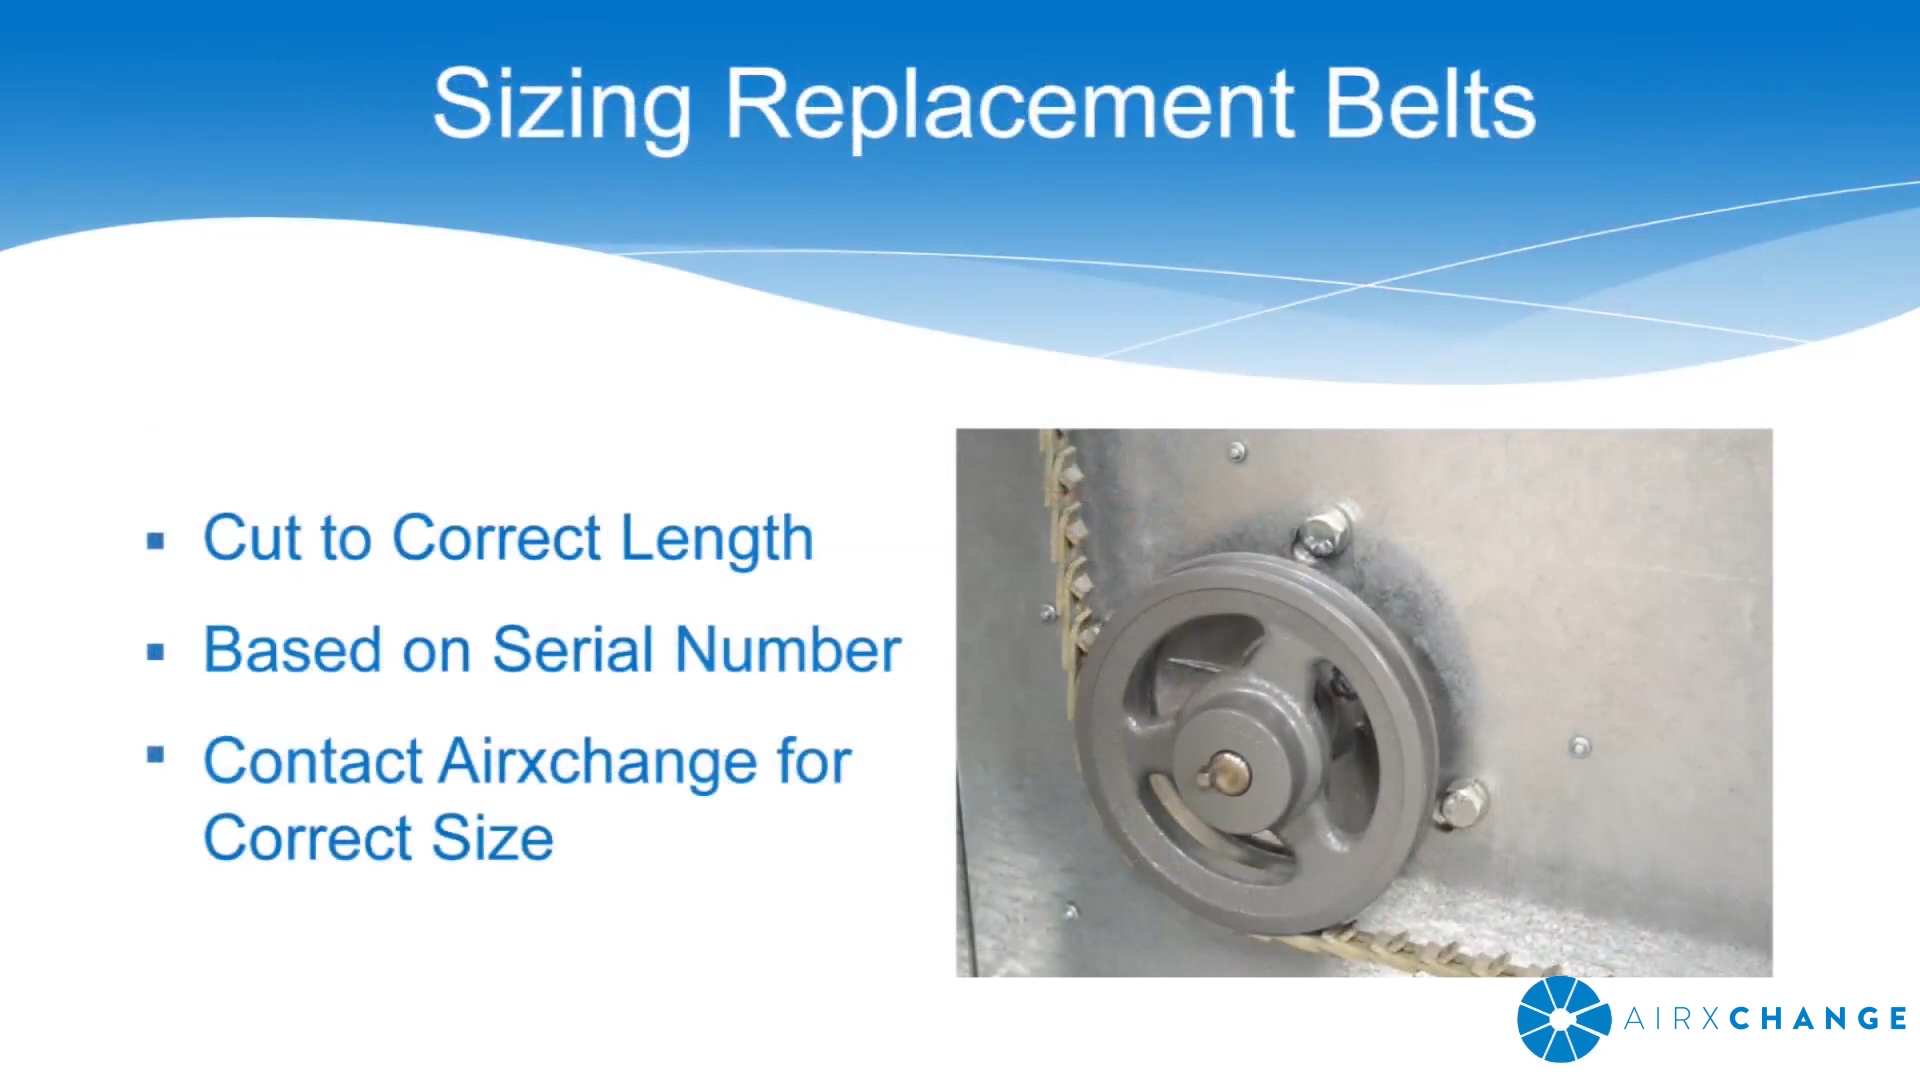 Sizing Replacement Belts
Cut to Correct Length
Based on Serial Number
Contact Airxchange for
Correct Size
AIRXCHANGE